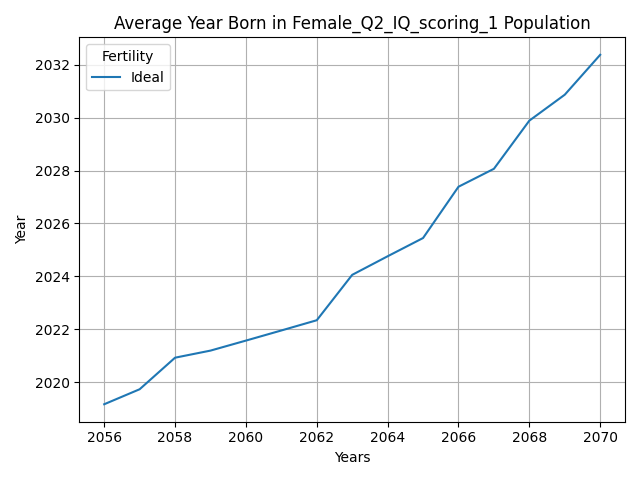 Average Year Born in Female_Q2_IQ_scoring_1 Population
Fertility
Ideal
2032
2030
2028
2026
2024
2022
2020
Year
2056 2058 2060 2062 2064 2066 2068 2070
Years